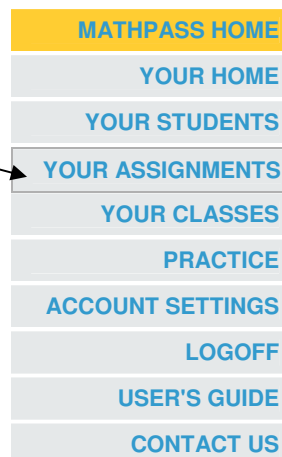 MATHPASS HOME
YOUR HOME
YOUR STUDENTS
YOUR ASSIGNMENTS
YOUR CLASSES
PRACTICE
ACCOUNT SETTINGS
LOGOFF
USER'S GUIDE
CONTACT US